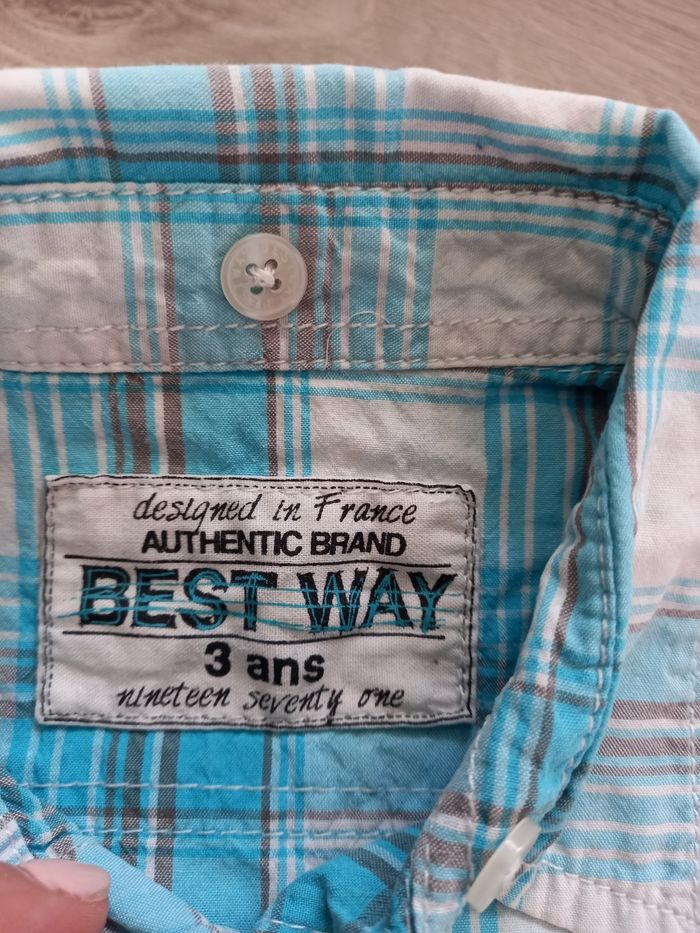 designed in France
AUTHENTIC BRAND
BEST WAY
3 ans
nineteen seventy one